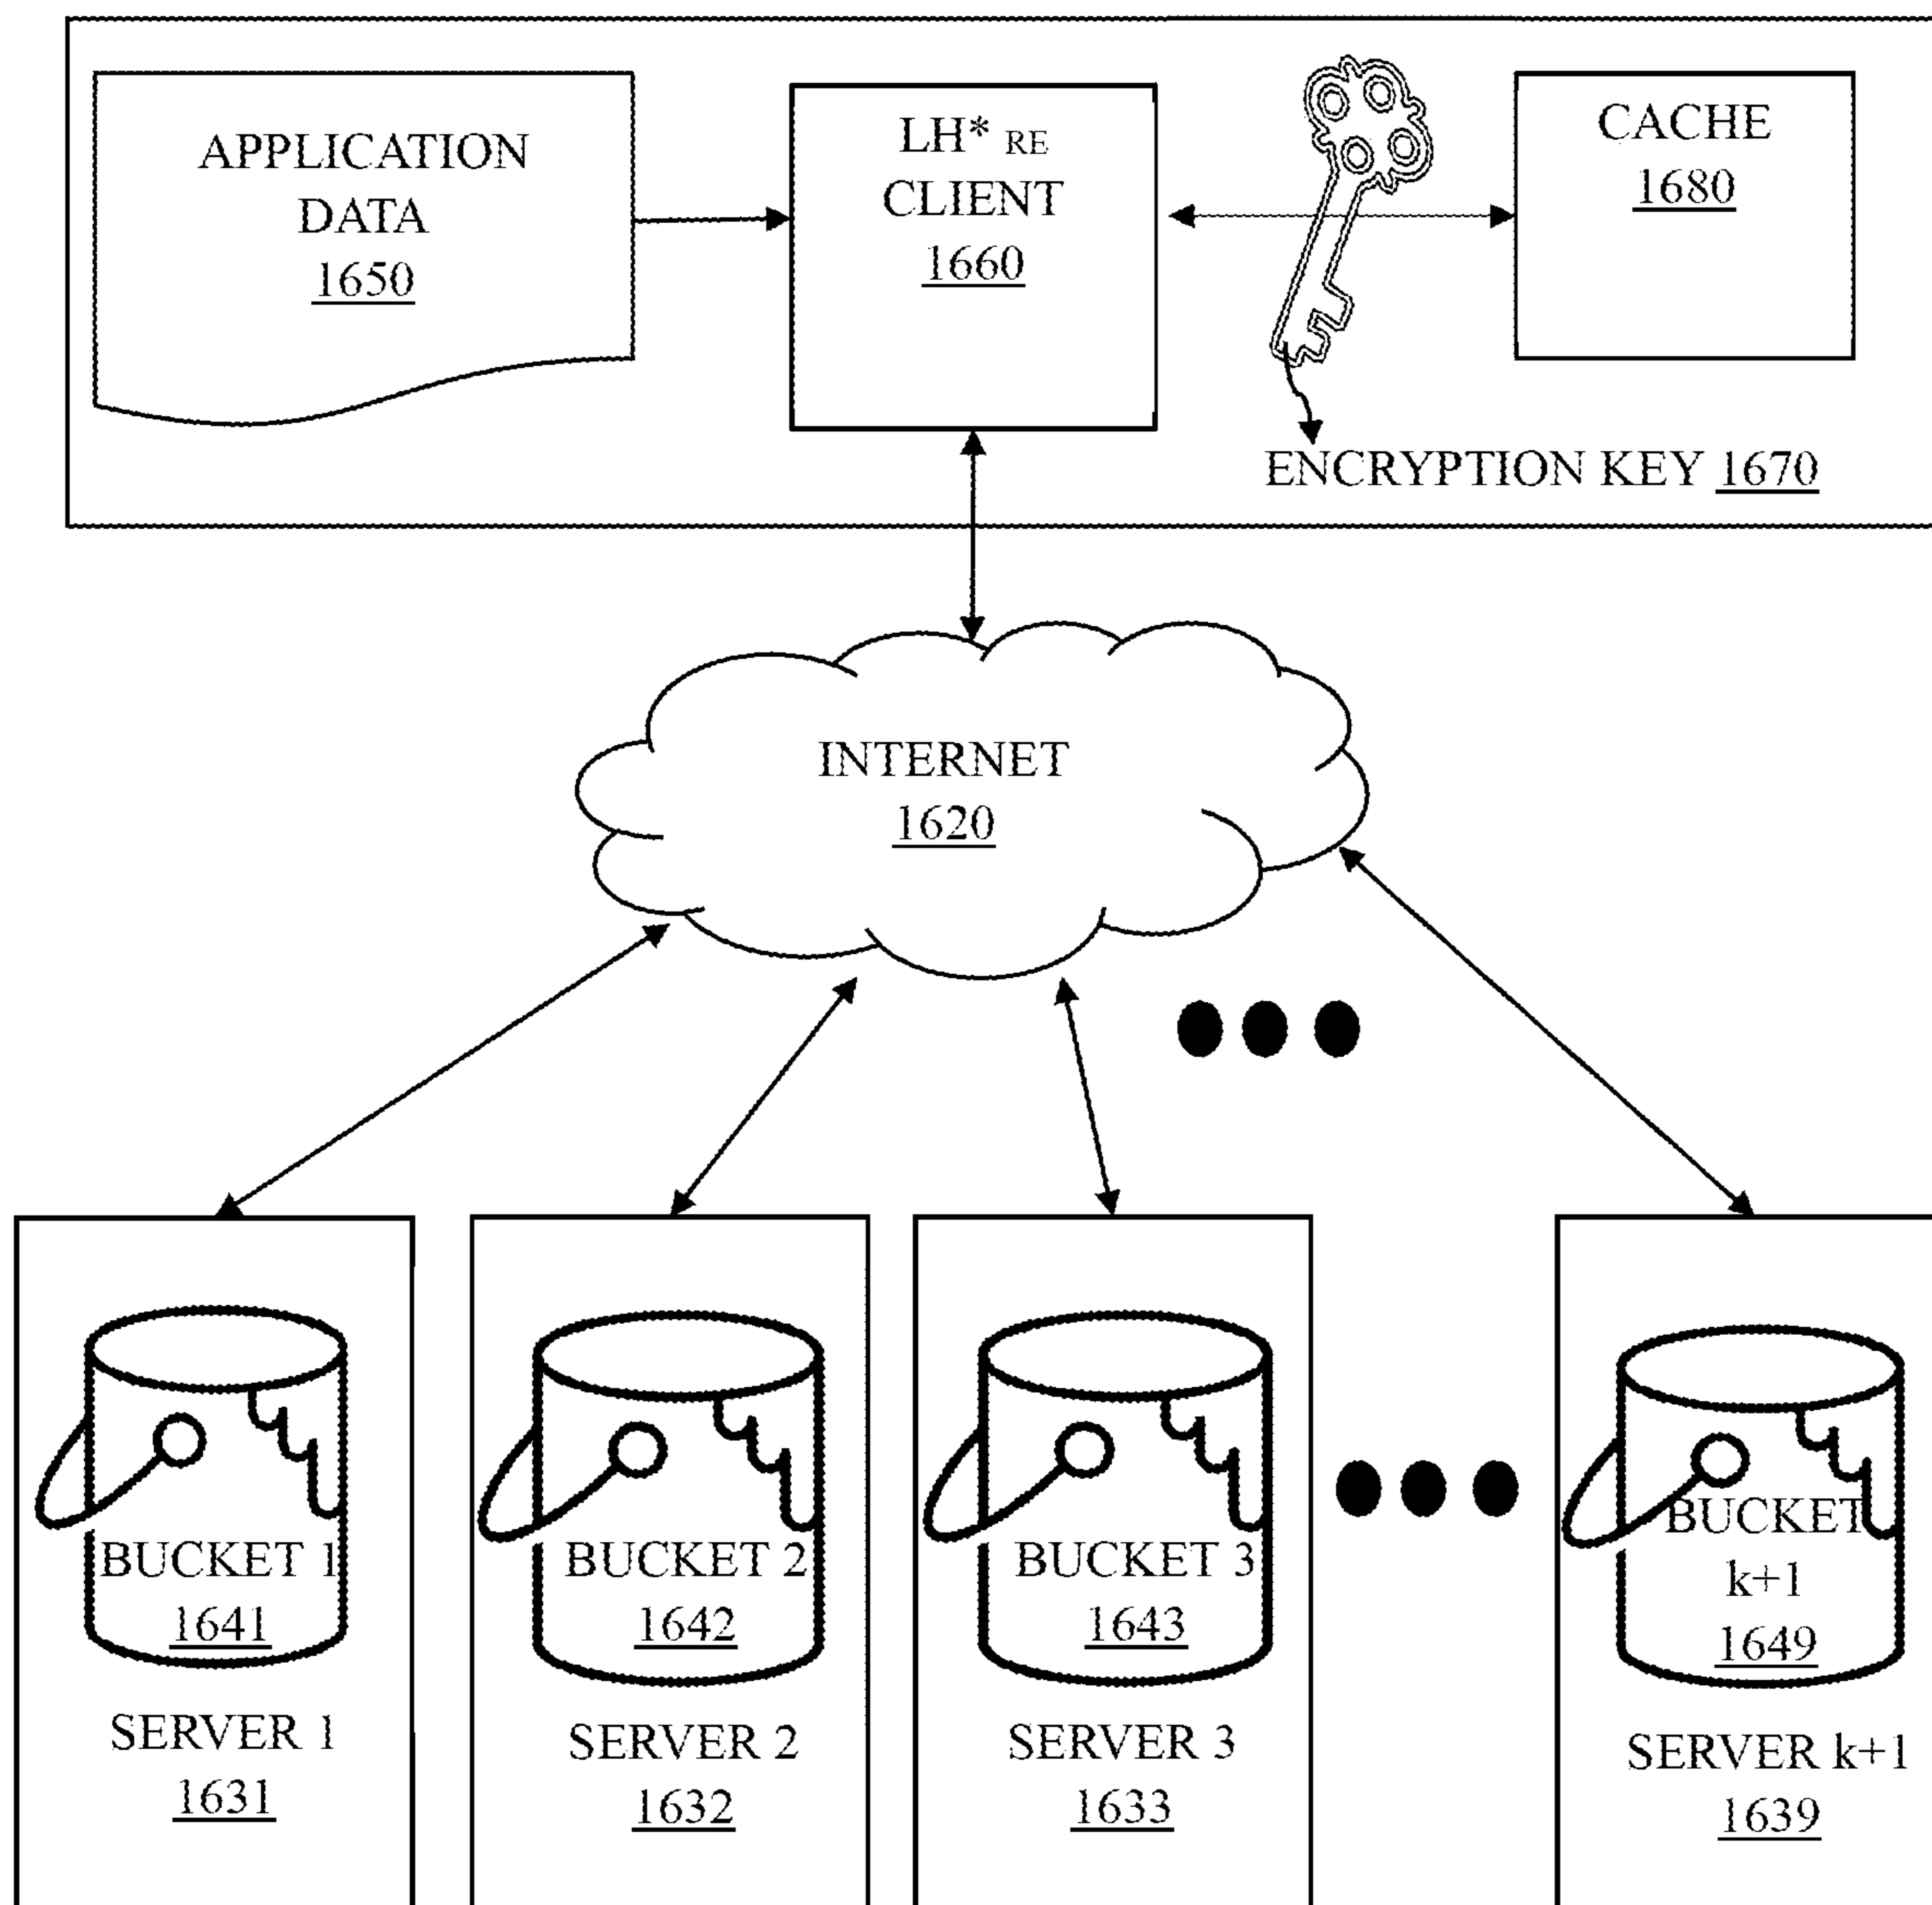 APPLICATION
DATA
1650
LH* RE
CLIENT
1660
CACHE
1680
ENCRYPTION KEY 1670
INTERNET
1620
BUCKET 1
1641
SERVER 1
1631
BUCKET 2
1642
SERVER 2
1632
BUCKET 3
1643
SERVER 3
1633
BUCKET
k+1
1649
SERVER k+1
1639